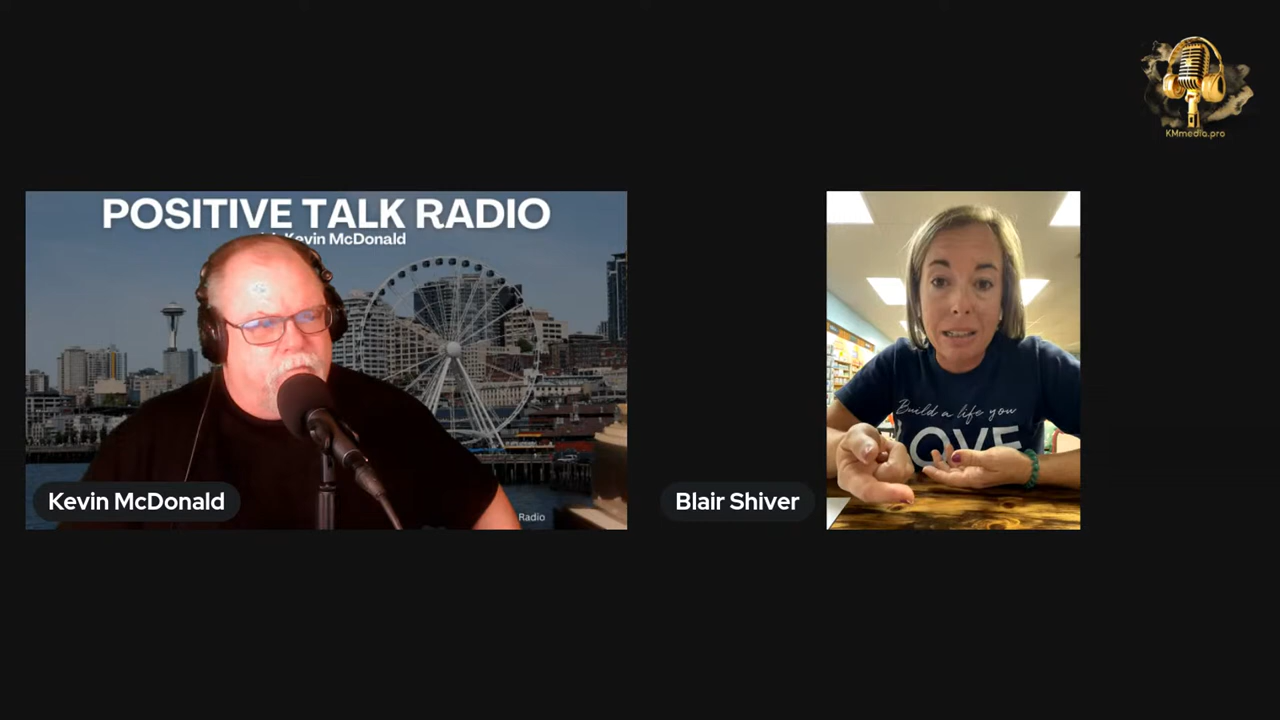 KMmedia.pro
POSITIVE TALK RADIO
Kevin McDonald
Kevin McDonald
Radio
Blair Shiver
Build a life you
LOVE